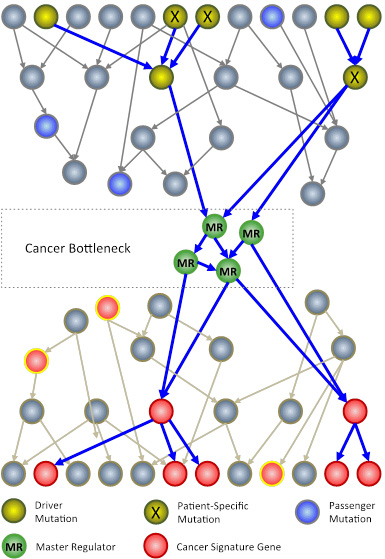 X
X
X
MR
MR
MR
MR
Cancer Bottleneck
Driver
Mutation
X
Patient-Specific
Mutation
Passenger
Mutation
MR
Master Regulator
Cancer Signature Gene